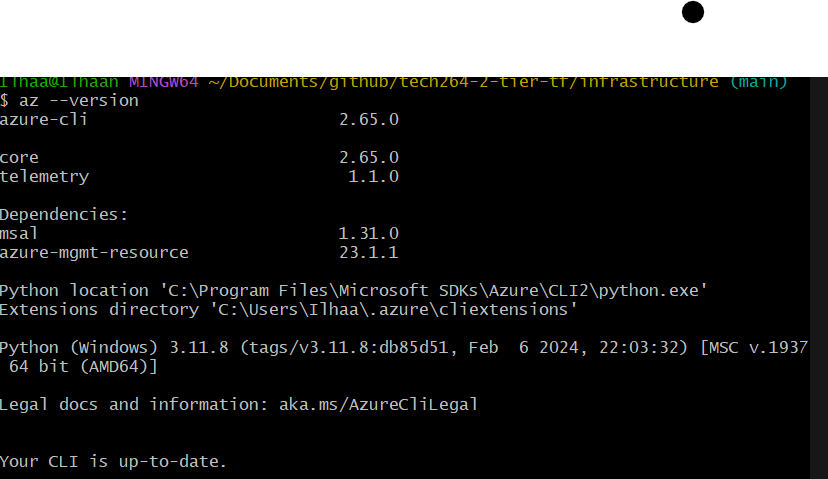 Ilhaa@Ilhaan MINGW64 ~/Documents/github/tech264-2-tier-tf/infrastructure (main)
$ az --version
azure-cli                         2.65.0
core                              2.65.0
telemetry                          1.1.0
Dependencies:
msal                              1.31.0
azure-mgmt-resource               23.1.1
Python location 'C:\Program Files\Microsoft SDKs\Azure\CLI2\python.exe'
Extensions directory 'C:\Users\Ilhaa\.azure\cliextensions'
Python (Windows) 3.11.8 (tags/v3.11.8:db85d51, Feb  6 2024, 22:03:32) [MSC v.1937
 64 bit (AMD64)]
Legal docs and information: aka.ms/AzureCliLegal
Your CLI is up-to-date.